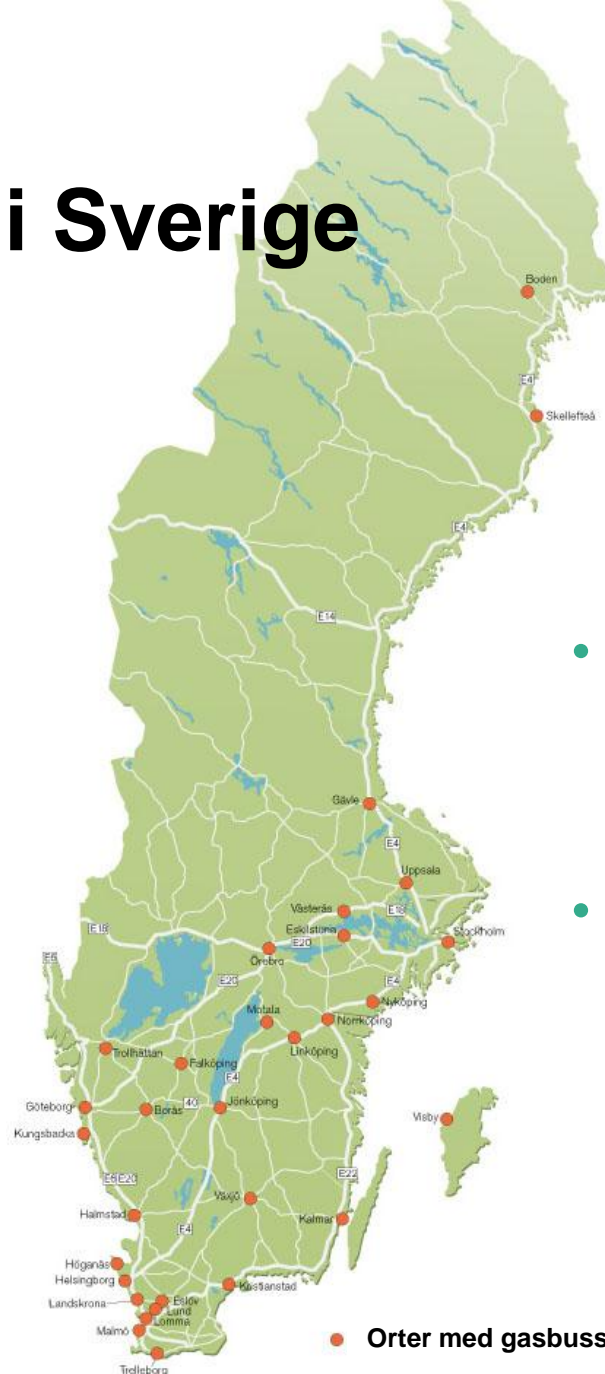 i Sverige
Boden
E4
Skellefteå
E4
E14
Gävle
E4
Uppsala
Västerås
E18
Eskilstuna
Stockholm
E18
E20
Örebro
E6
E20
E4
Nyköping
Motala
Norrköping
Linköping
Trollhättan
Falköping
E4
Göteborg
Borås
40
Jönköping
Visby
Kungsbacka
E6
E20
E22
Växjö
Halmstad
Kalmar
E4
Höganäs
Helsingborg
Kristianstad
Landskrona
Eslöv
Lund
Lomma
Malmö
Orter med gasbuss
Trelleborg